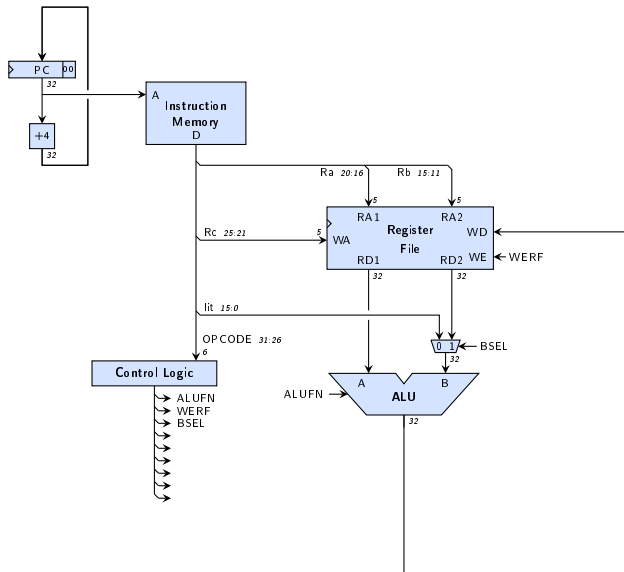 PC 00
32
A
Instruction
Memory
D
+4
32
Ra 20:16
Rb 15:11
5
5
RA1
RA2
Rc 25:21
5
WA
Register
File
WD
WE
WERF
RD1
RD2
32
32
lit 15:0
OPCODE 31:26
6
0 1
BSEL
32
Control Logic
A
B
ALU
ALUFN
32
ALUFN
WERF
BSEL